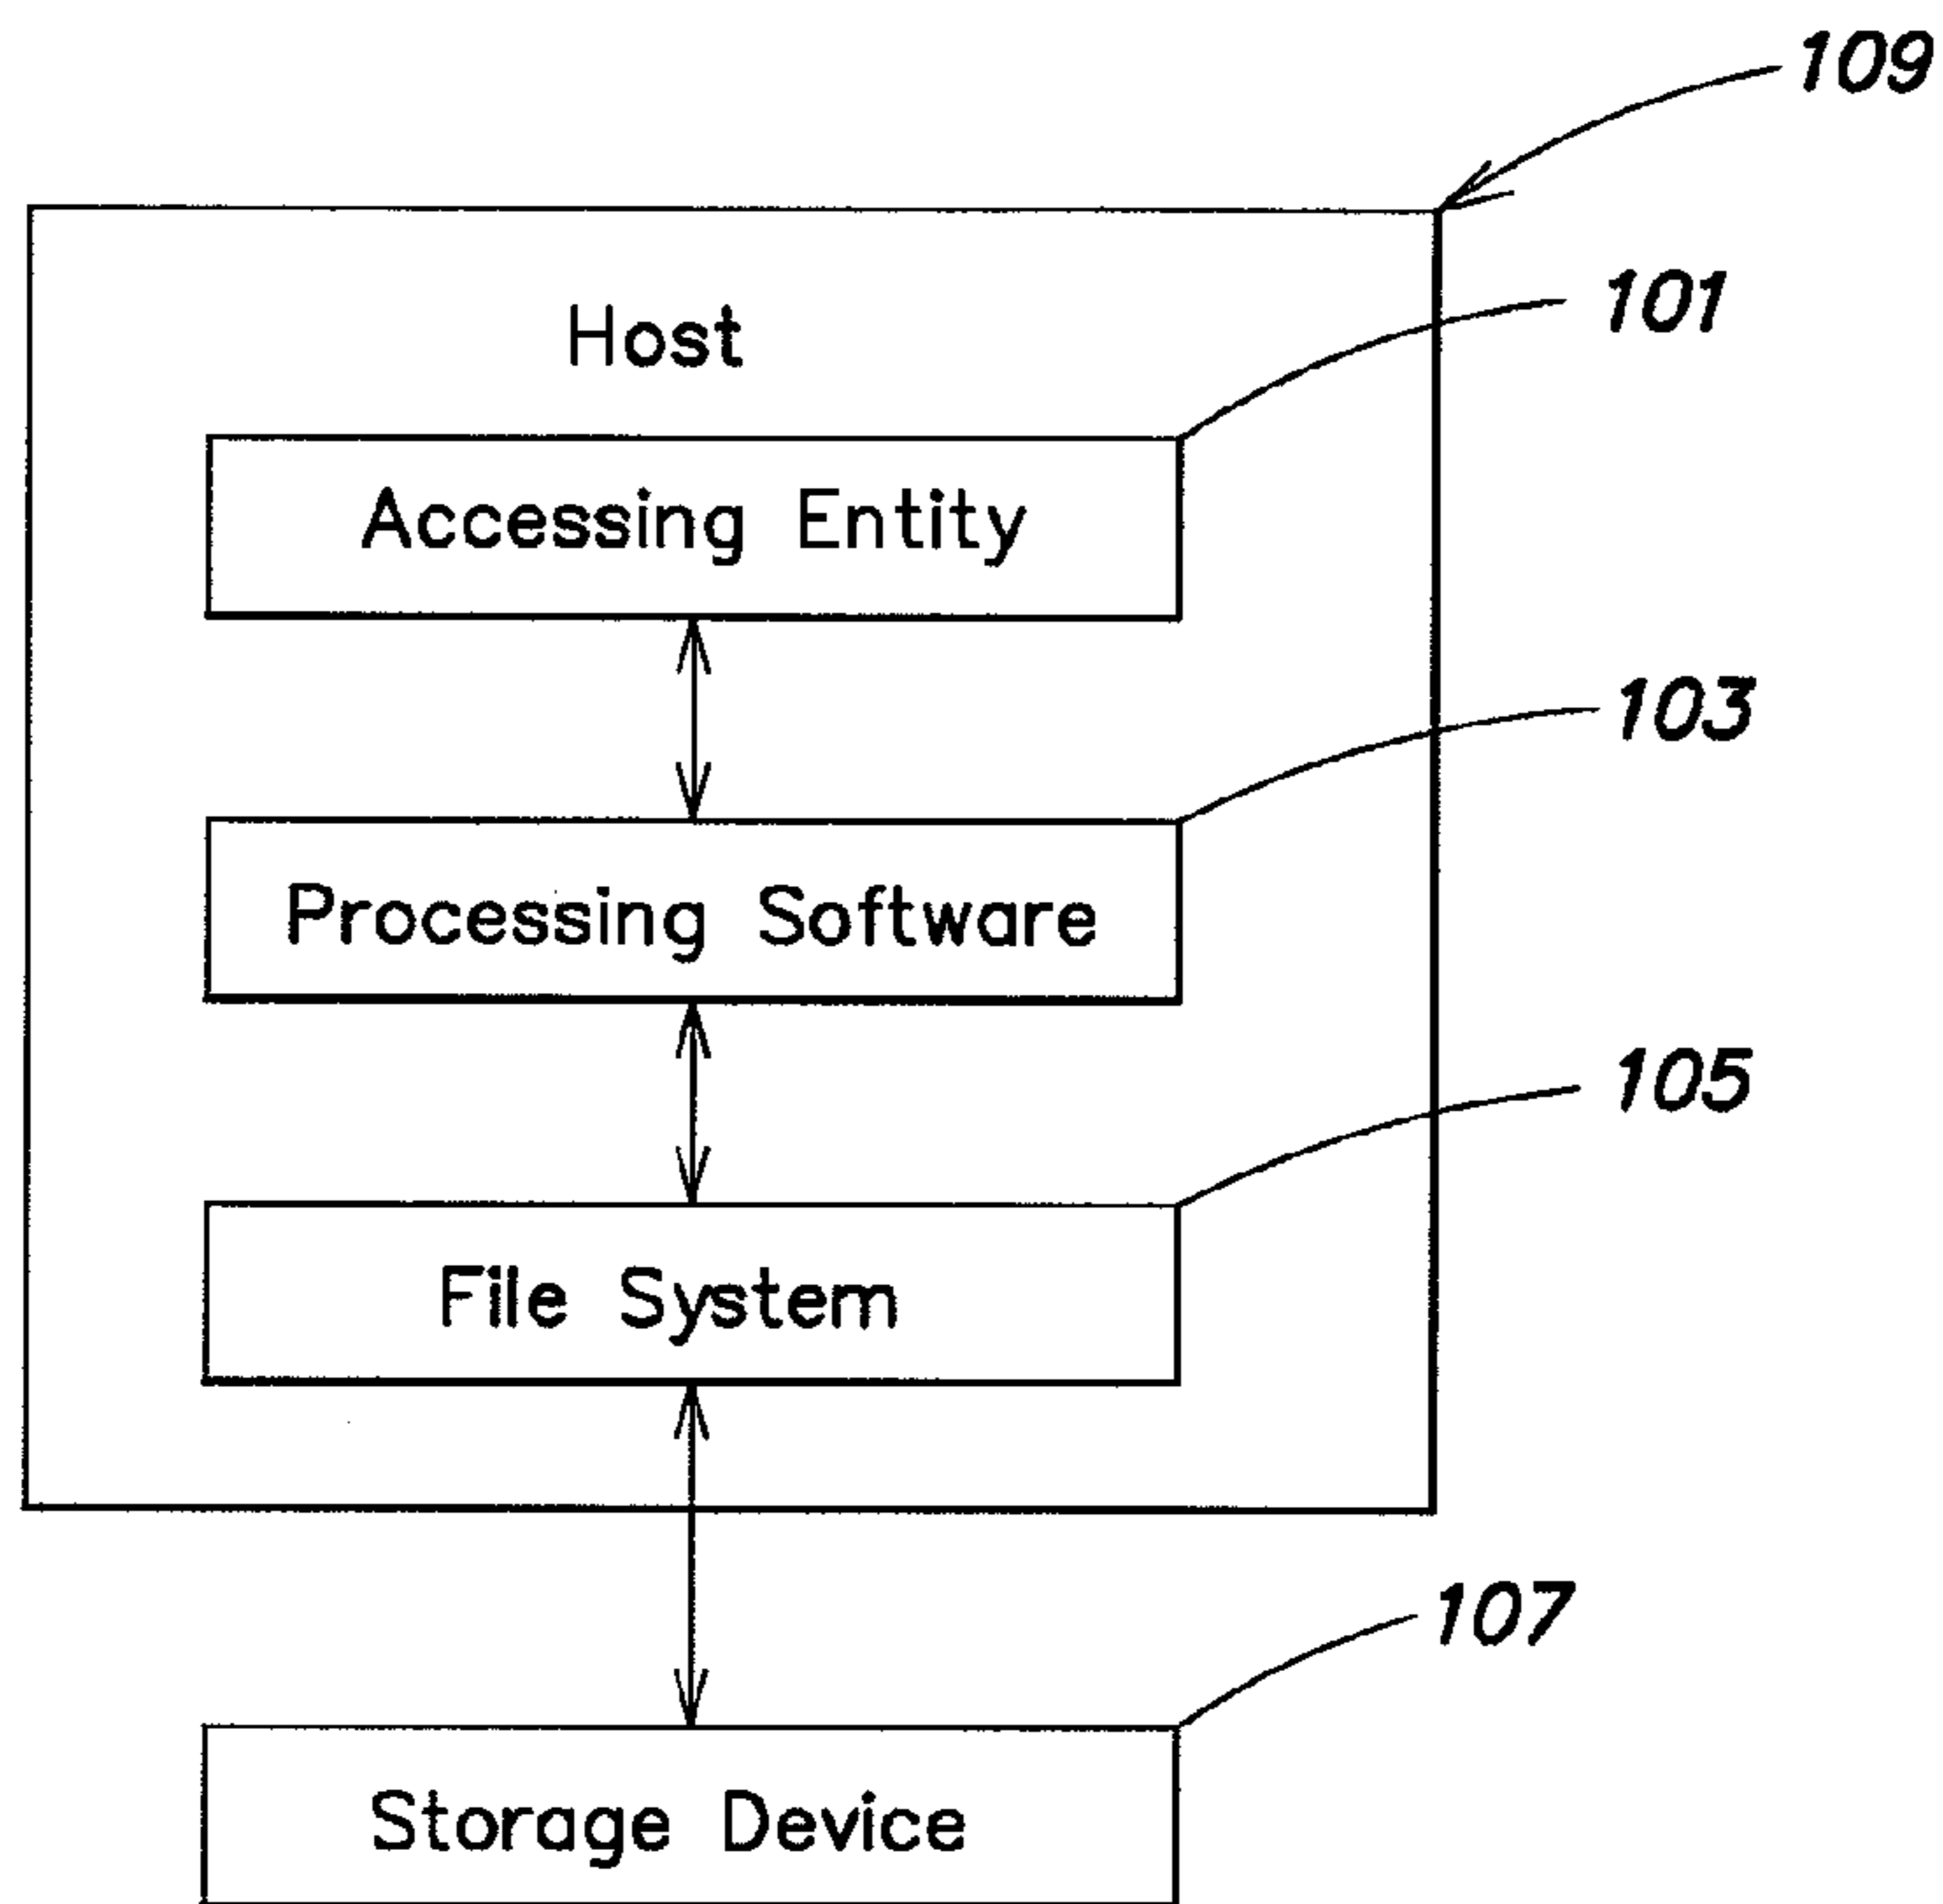 109
Host
101
Accessing Entity
103
Processing Software
105
File System
107
Storage Device